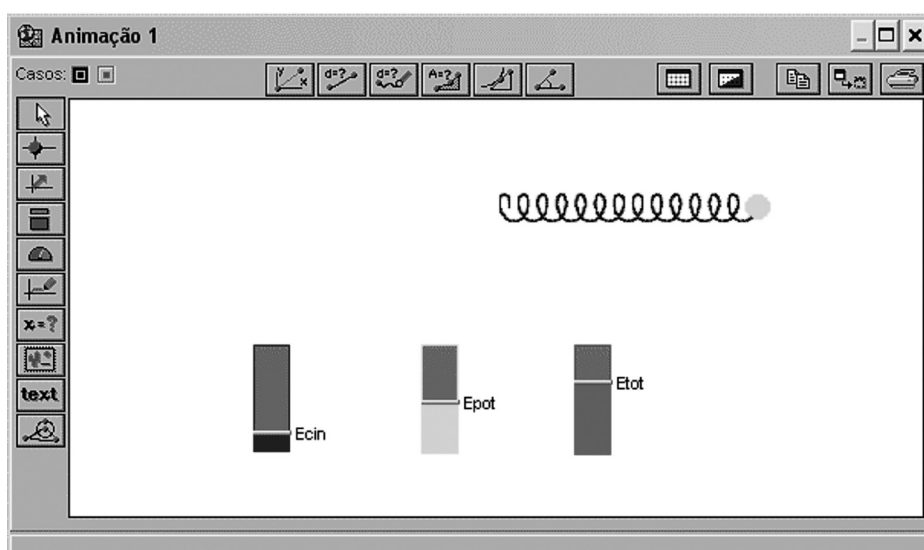 Animação 1
Casos:
y x d=? d=? A=?
x=?
text
Ecin
Epot
Etot